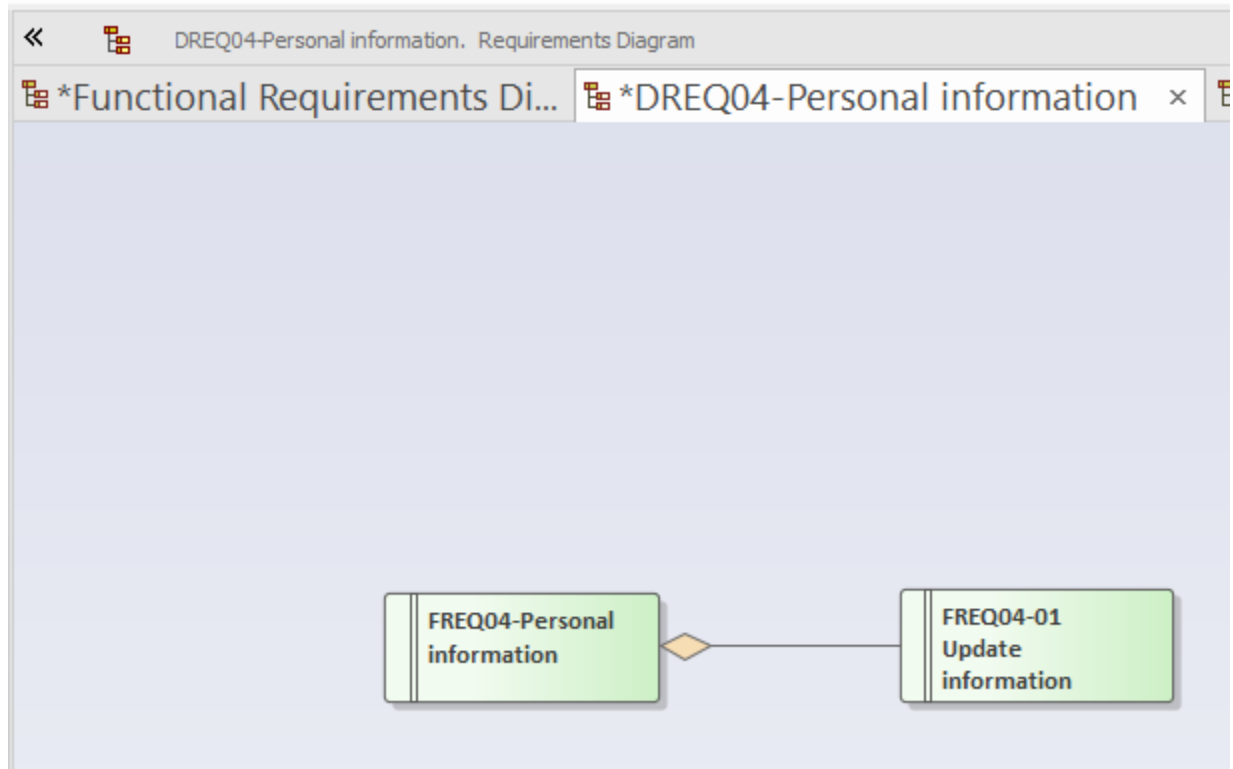 DREQ04-Personal information. Requirements Diagram
*Functional Requirements Di...
*DREQ04-Personal information
FREQ04-Personal
information
FREQ04-01
Update
information